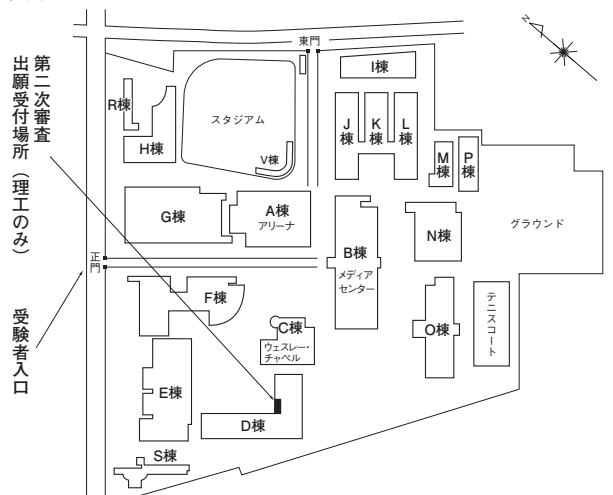 第二次審査
出願受付場所（理工のみ）
受験者入口
N
東門
I棟
R棟
H棟
スタジアム
V棟
J棟
K棟
L棟
M棟
P棟
G棟
A棟
アリーナ
B棟
メディア
センター
N棟
グラウンド
正門
F棟
C棟
ウェスレー・
チャペル
O棟
テニスコート
E棟
D棟
S棟